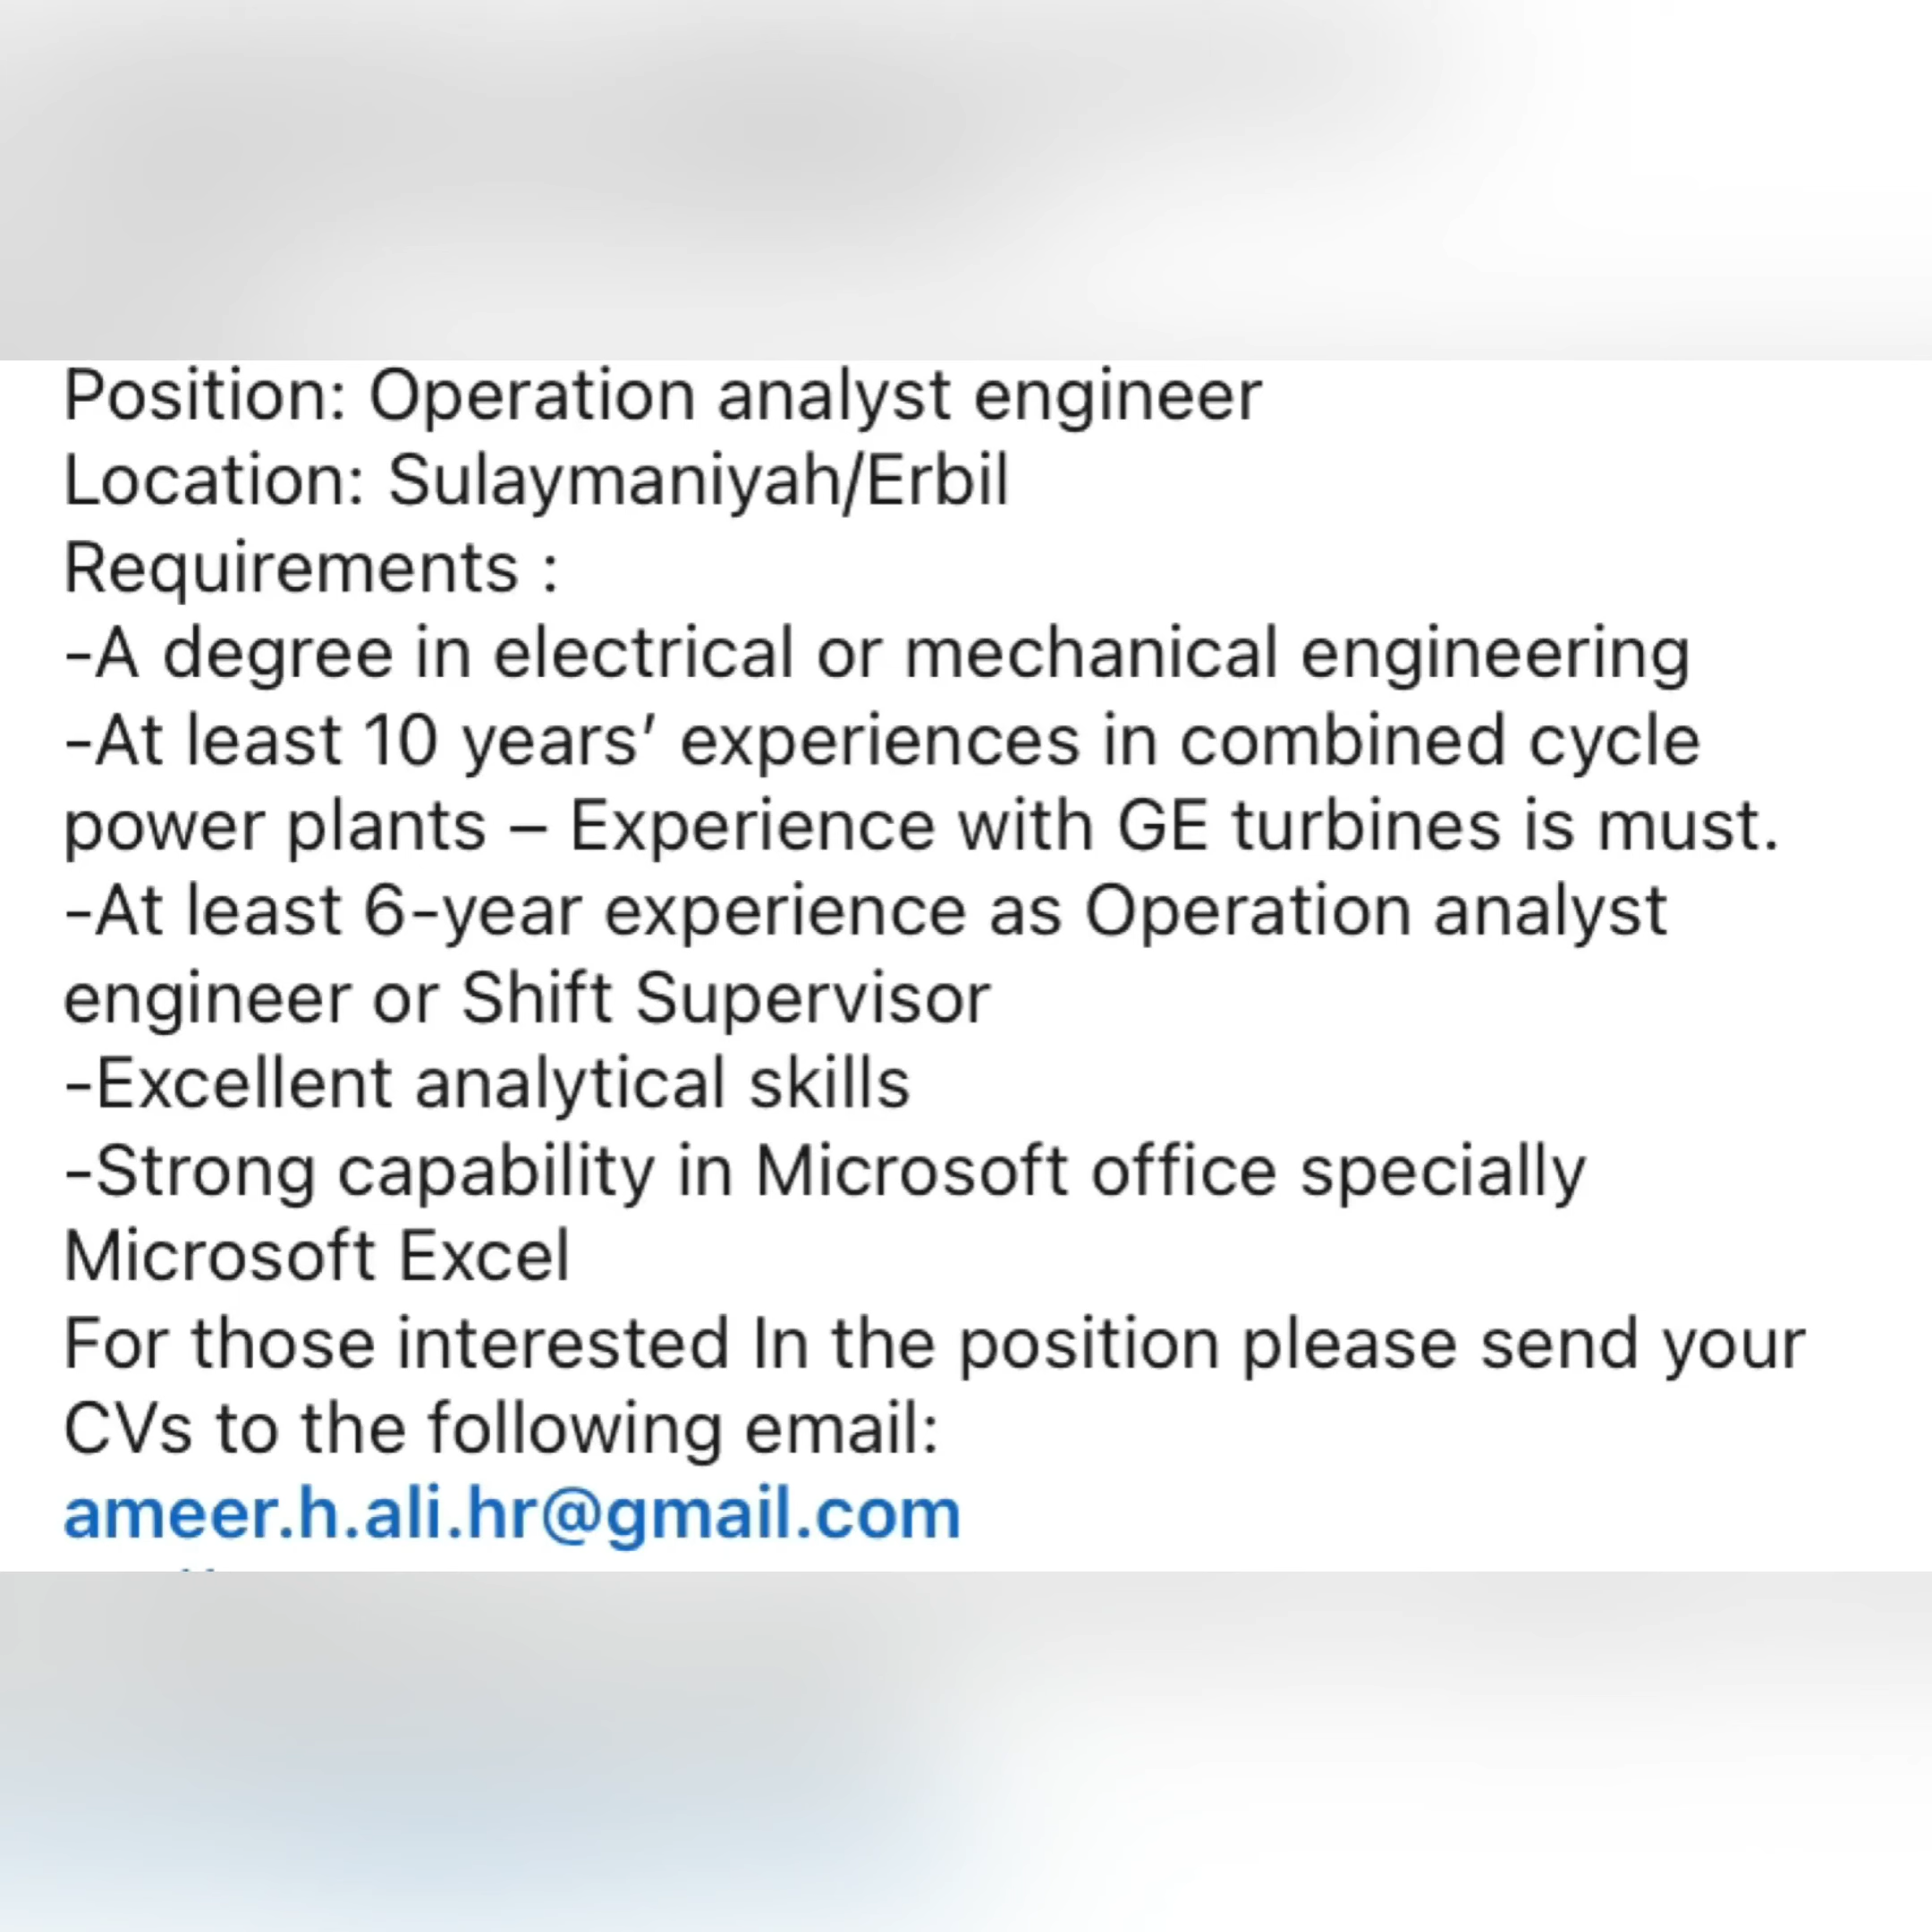 Position: Operation analyst engineer
Location: Sulaymaniyah/Erbil
Requirements :
-A degree in electrical or mechanical engineering
-At least 10 years’ experiences in combined cycle
power plants – Experience with GE turbines is must.
-At least 6-year experience as Operation analyst
engineer or Shift Supervisor
-Excellent analytical skills
-Strong capability in Microsoft office specially
Microsoft Excel
For those interested In the position please send your
CVs to the following email:
ameer.h.ali.hr@gmail.com